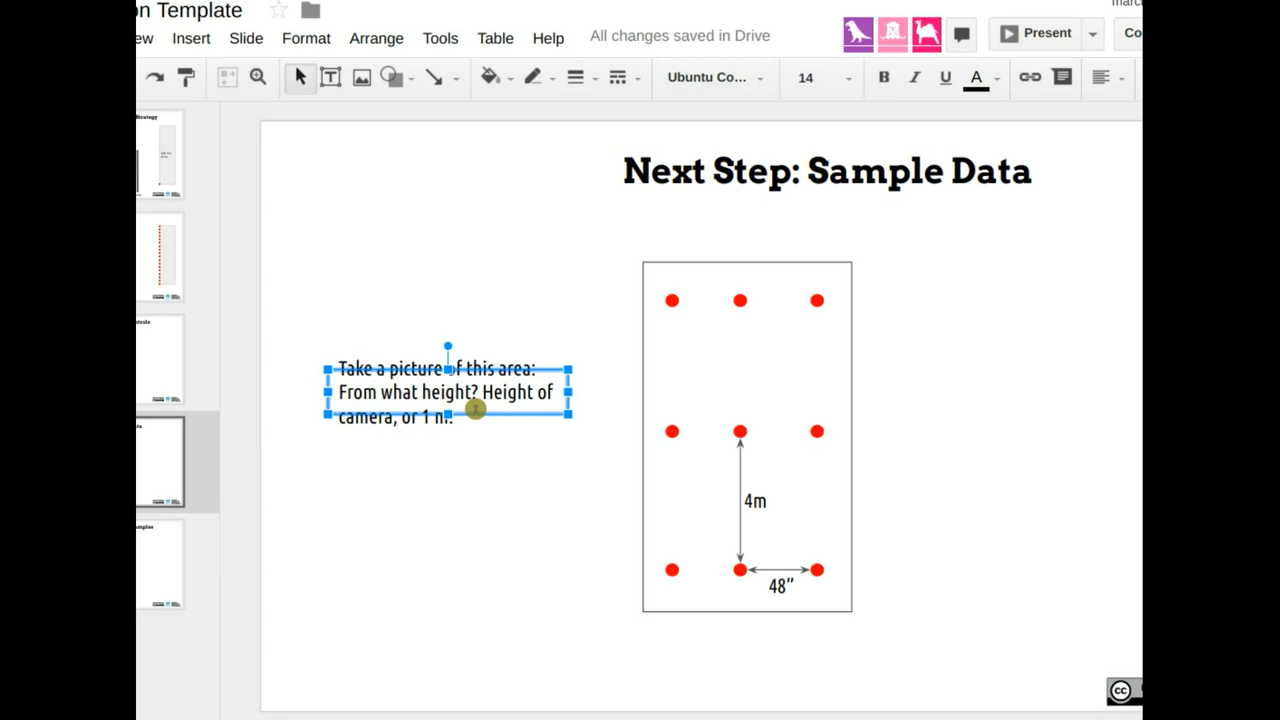 on Template
ew Insert Slide Format Arrange Tools Table Help All changes saved in Drive
Present
Co
Ubuntu Co... 14 B I U A
Next Step: Sample Data
Take a picture of this area:
From what height? Height of
camera, or 1
4m
48”
cc